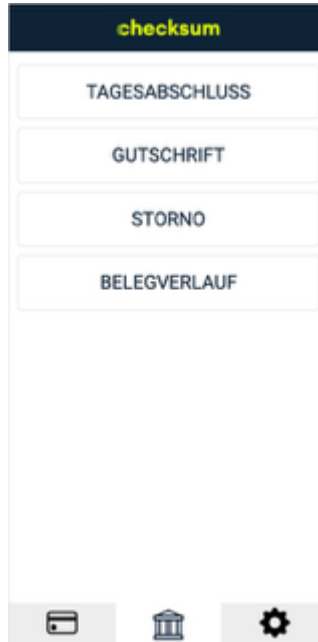 checksum
TAGESABSCHLUSS
GUTSCHRIFT
STORNO
BELEGVERLAUF